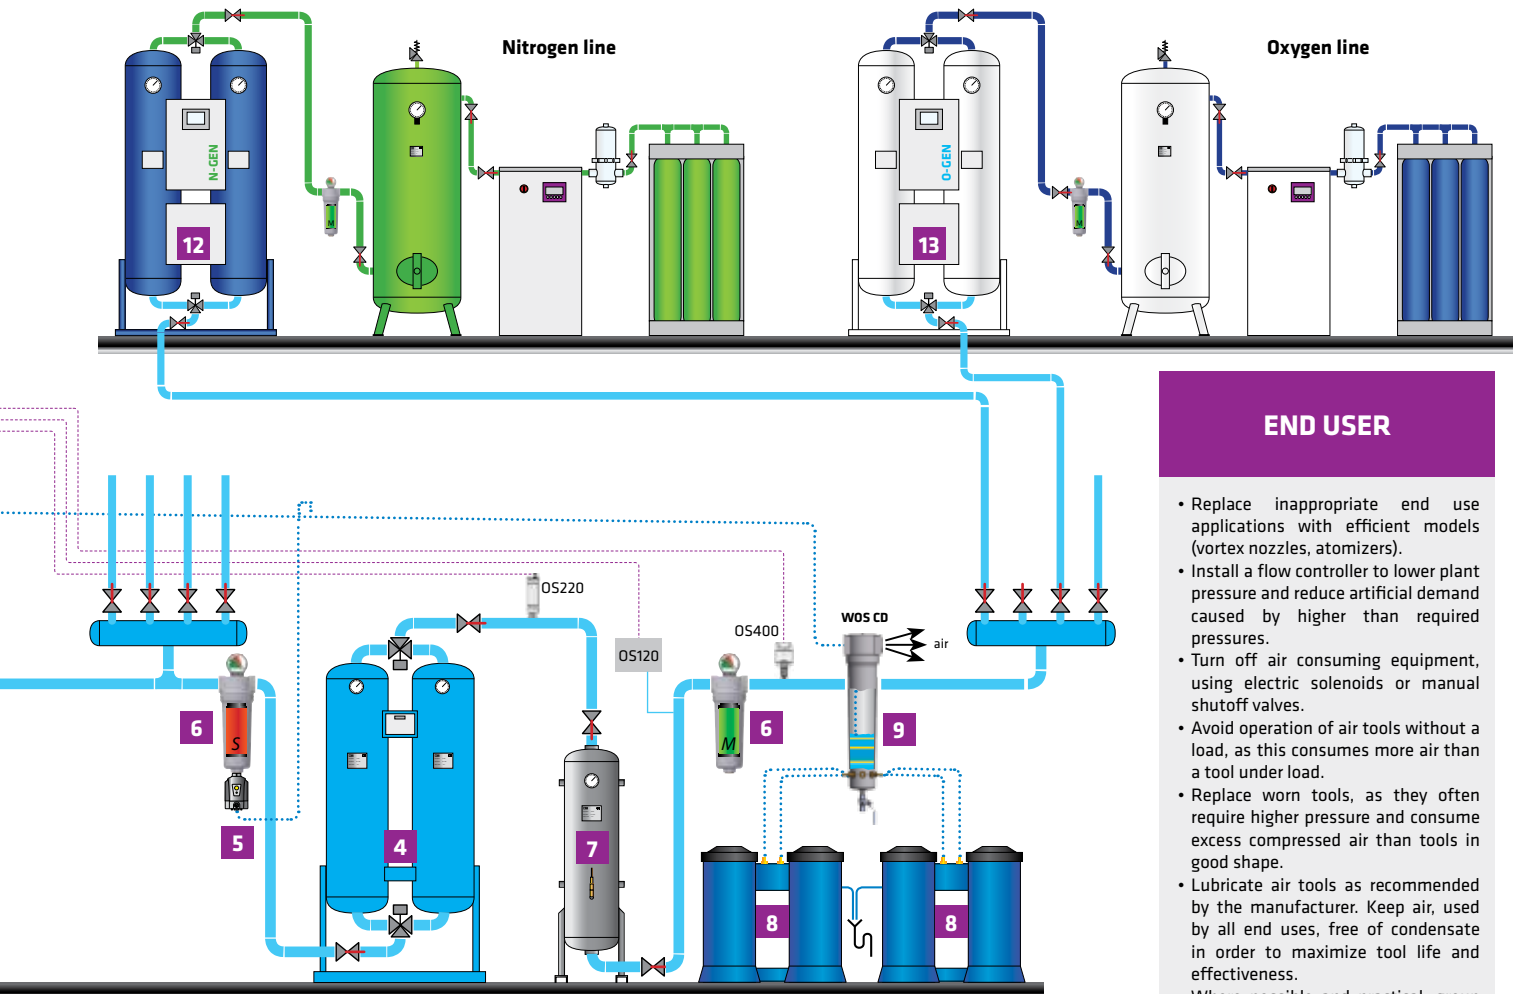 Nitrogen line
Oxygen line
N-GEN
O-GEN
M
M
12
13
END USER
• Replace inappropriate end use
applications with efficient models
(vortex nozzles, atomizers).
• Install a flow controller to lower plant
pressure and reduce artificial demand
caused by higher than required
pressures.
• Turn off air consuming equipment,
using electric solenoids or manual
shutoff valves.
• Avoid operation of air tools without a
load, as this consumes more air than
a tool under load.
• Replace worn tools, as they often
require higher pressure and consume
excess compressed air than tools in
good shape.
• Lubricate air tools as recommended
by the manufacturer. Keep air, used
by all end uses, free of condensate
in order to maximize tool life and
effectiveness.
OS220
OS120
OS400
WOS CD
air
6
S
5
4
7
6
M
9
8
8